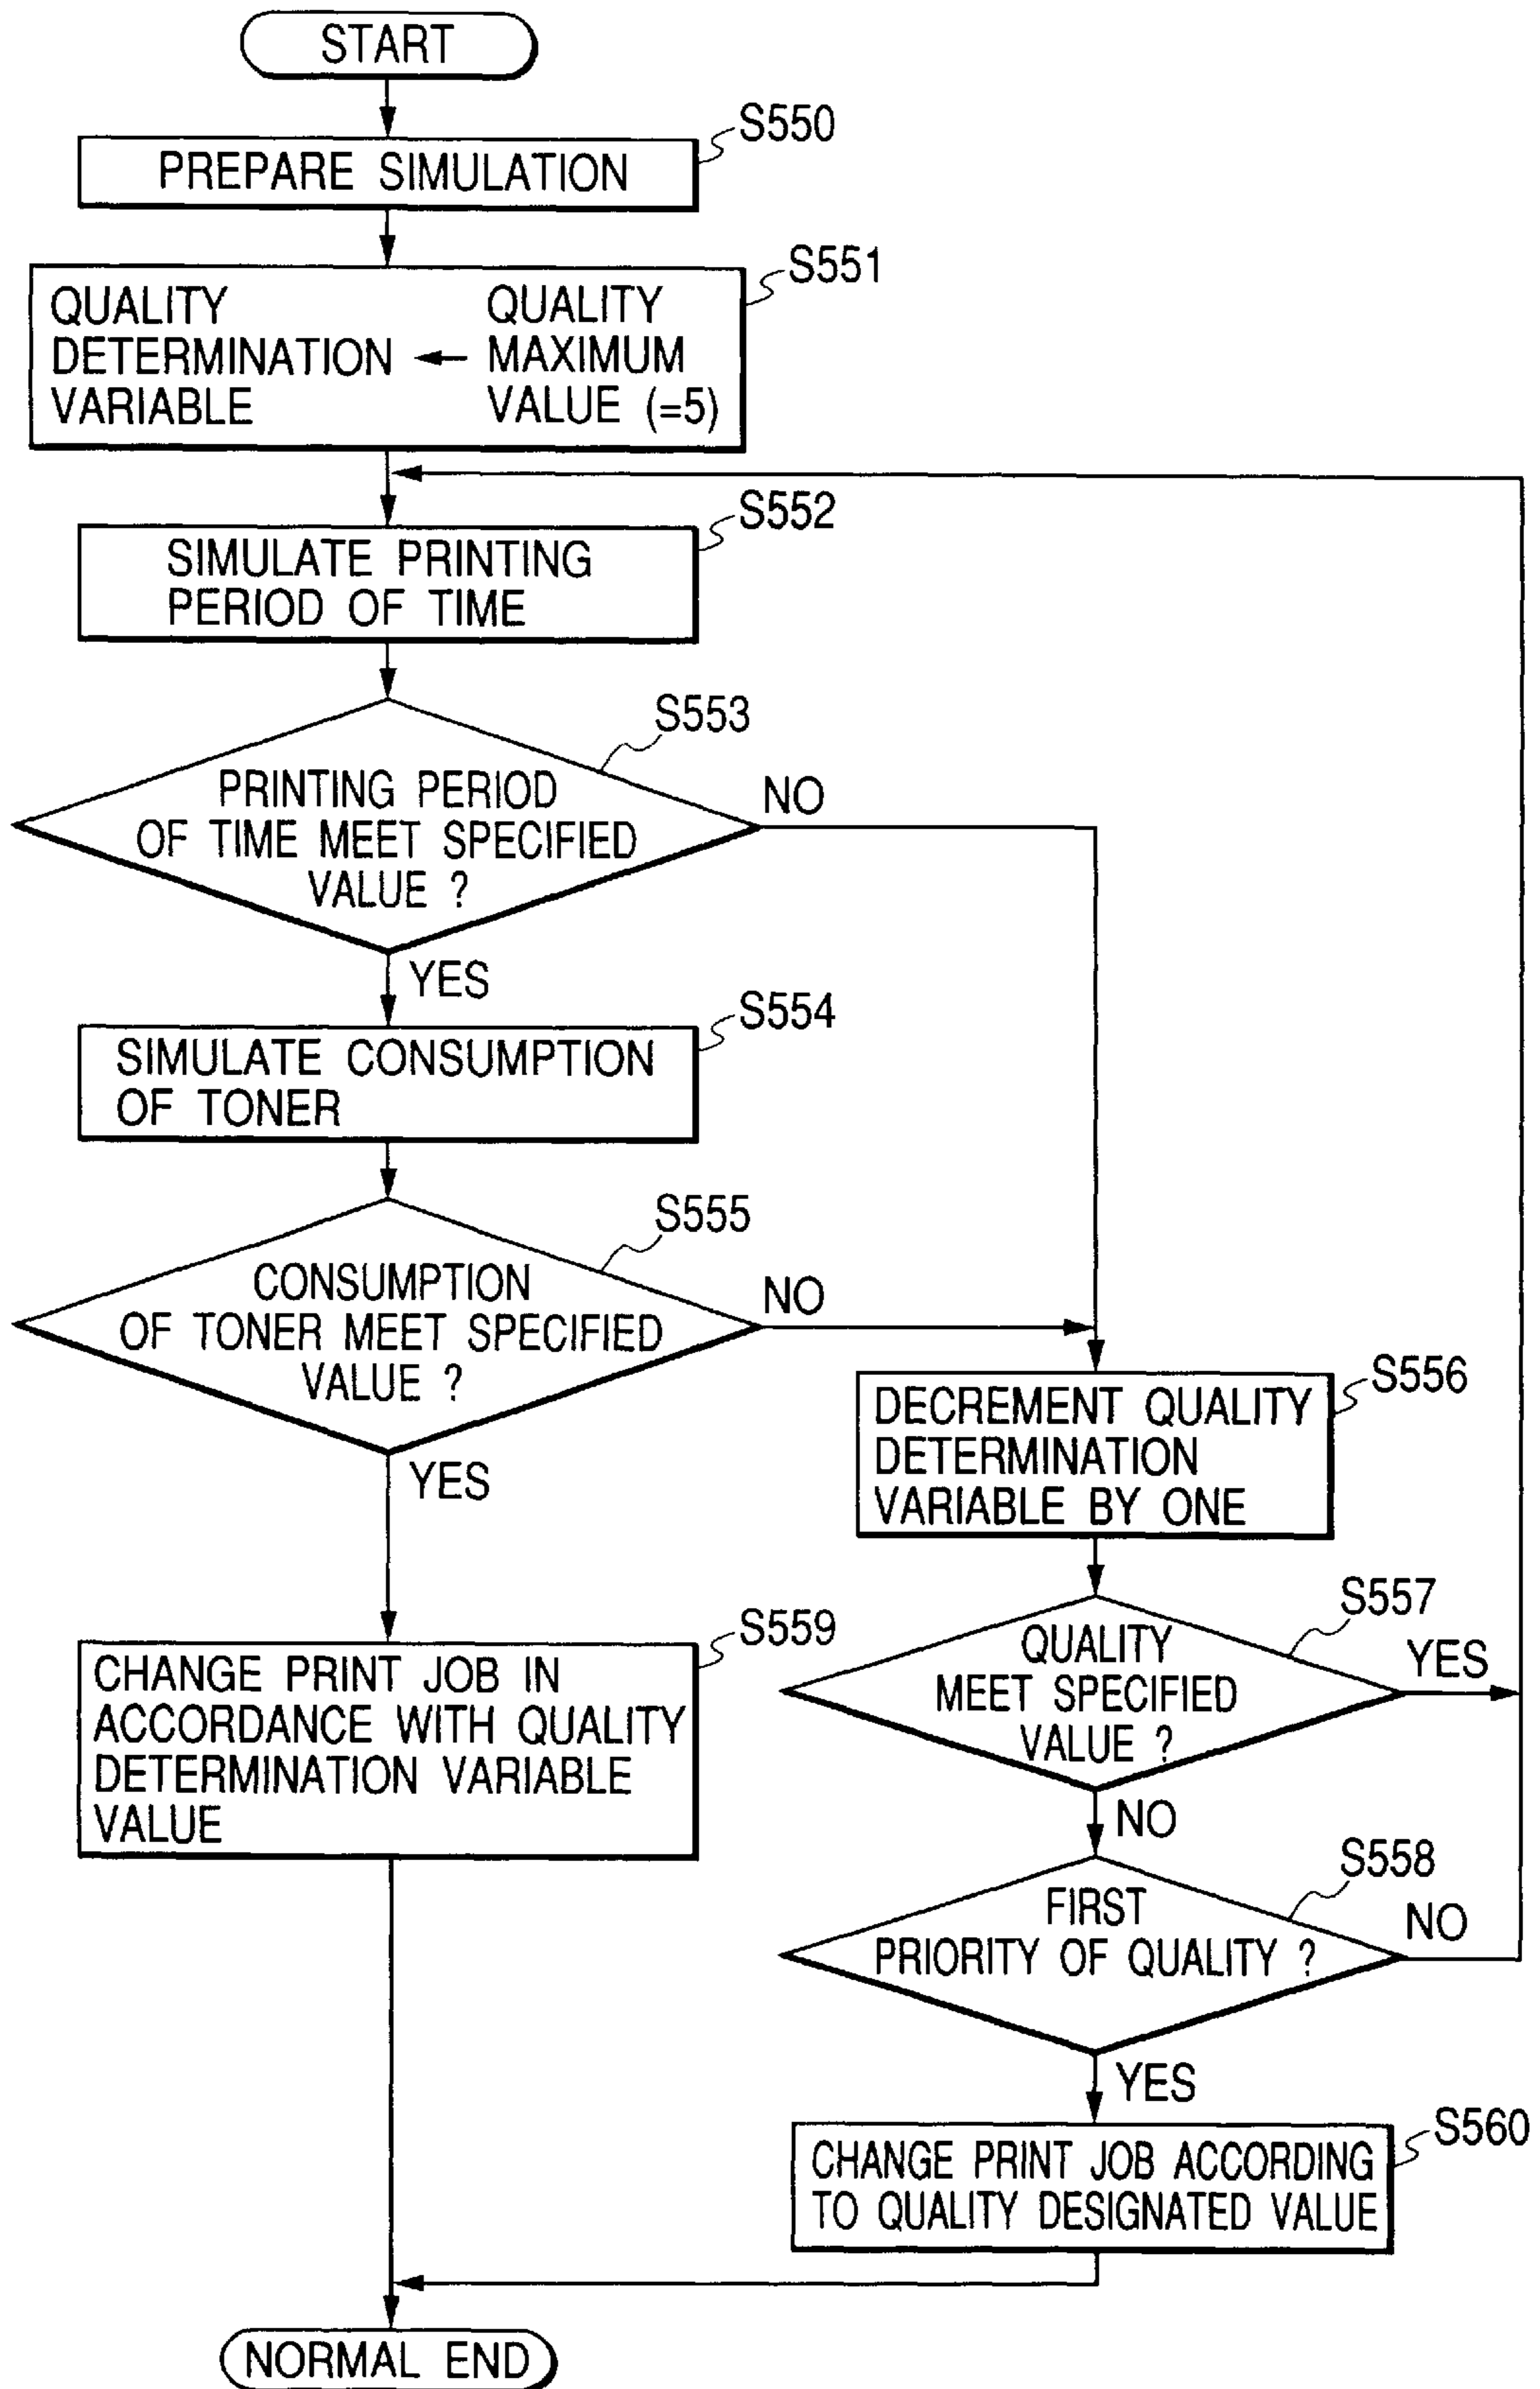 START
S550
PREPARE SIMULATION
S551
QUALITY
DETERMINATION
VARIABLE
QUALITY
MAXIMUM
VALUE (=5)
S552
SIMULATE PRINTING
PERIOD OF TIME
S553
PRINTING PERIOD
OF TIME MEET SPECIFIED
VALUE ?
NO
YES
S554
SIMULATE CONSUMPTION
OF TONER
S555
CONSUMPTION
OF TONER MEET SPECIFIED
VALUE ?
NO
YES
S556
DECREMENT QUALITY
DETERMINATION
VARIABLE BY ONE
S557
QUALITY
MEET SPECIFIED
VALUE ?
YES
NO
S558
FIRST
PRIORITY OF QUALITY ?
NO
YES
S559
CHANGE PRINT JOB IN
ACCORDANCE WITH QUALITY
DETERMINATION VARIABLE
VALUE
S560
CHANGE PRINT JOB ACCORDING
TO QUALITY DESIGNATED VALUE
NORMAL END